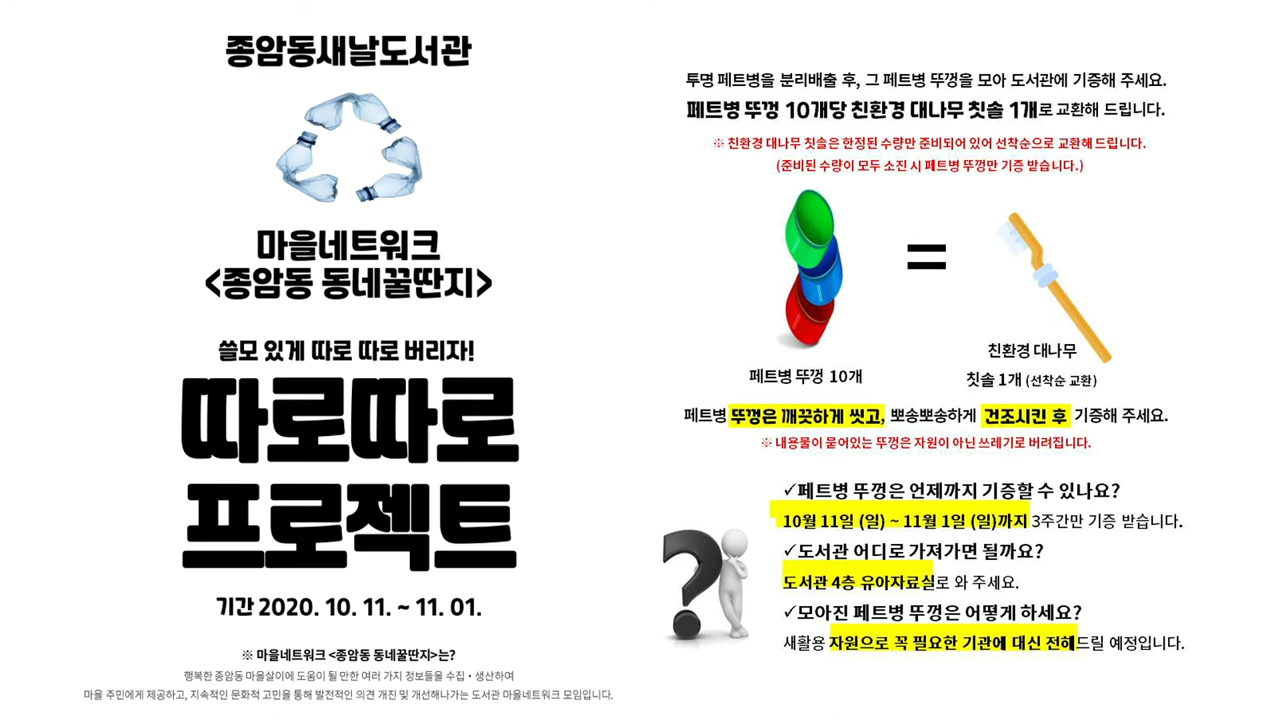 종암동새날도서관
마을네트워크
<종암동 동네꿀딴지>
쓸모 있게 따로 따로 버리자!
따로따로
프로젝트
기간 2020. 10. 11. ~ 11. 01.
※ 마을네트워크 <종암동 동네꿀딴지>는?
행복한 종암동 마을살이에 도움이 될 만한 여러 가지 정보들을 수집・생산하여
마을 주민에게 제공하고, 지속적인 문화적 고민을 통해 발전적인 의견 개진 및 개선해나가는 도서관 마을네트워크 모임입니다.
투명 페트병을 분리배출 후, 그 페트병 뚜껑을 모아 도서관에 기증해 주세요.
페트병 뚜껑 10개당 친환경 대나무 칫솔 1개로 교환해 드립니다.
※ 친환경 대나무 칫솔은 한정된 수량만 준비되어 있어 선착순으로 교환해 드립니다.
(준비된 수량이 모두 소진 시 페트병 뚜껑만 기증 받습니다.)
=
페트병 뚜껑 10개
친환경 대나무
칫솔 1개 (선착순 교환)
페트병 뚜껑은 깨끗하게 씻고, 뽀송뽀송하게 건조시킨 후 기증해 주세요.
※ 내용물이 묻어있는 뚜껑은 자원이 아닌 쓰레기로 버려집니다.
✓페트병 뚜껑은 언제까지 기증할 수 있나요?
10월 11일 (일) ~ 11월 1일 (일)까지 3주간만 기증 받습니다.
✓도서관 어디로 가져가면 될까요?
도서관 4층 유아자료실로 와 주세요.
✓모아진 페트병 뚜껑은 어떻게 하세요?
새활용 자원으로 꼭 필요한 기관에 대신 전해드릴 예정입니다.